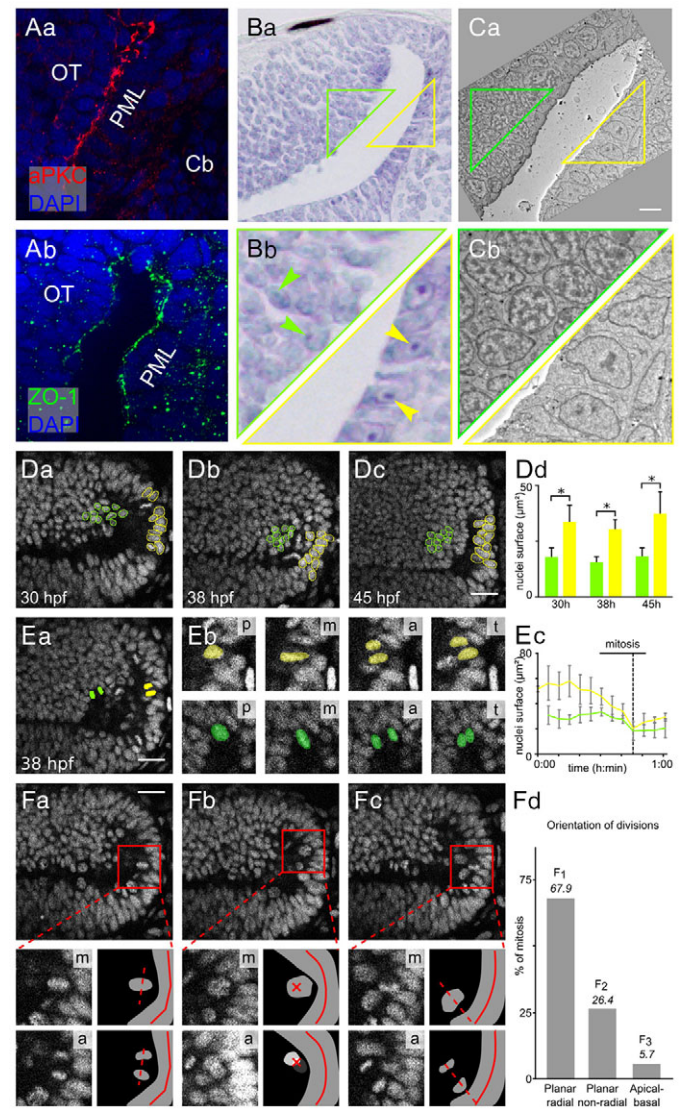 Aa
OT
PML
Cb
aPKC
DAPI
Ba
Ca
Ab
OT
PML
ZO-1
DAPI
Bb
Cb
Da
30 hpf
Db
38 hpf
Dc
45 hpf
Dd
nuclei surface (µm²)
50
25
0
*
*
*
30h
38h
45h
Ea
38 hpf
Eb
p
m
a
t
p
m
a
t
Ec
mitosis
nuclei surface (µm²)
80
40
0
0:00
1:00
time (h:min)
Fa
Fb
Fc
m
m
m
a
a
a
Fd
Orientation of divisions
% of mitosis
75
50
25
0
F1
67.9
F2
26.4
F3
5.7
Planar
radial
Planar
non-radial
Apical-
basal